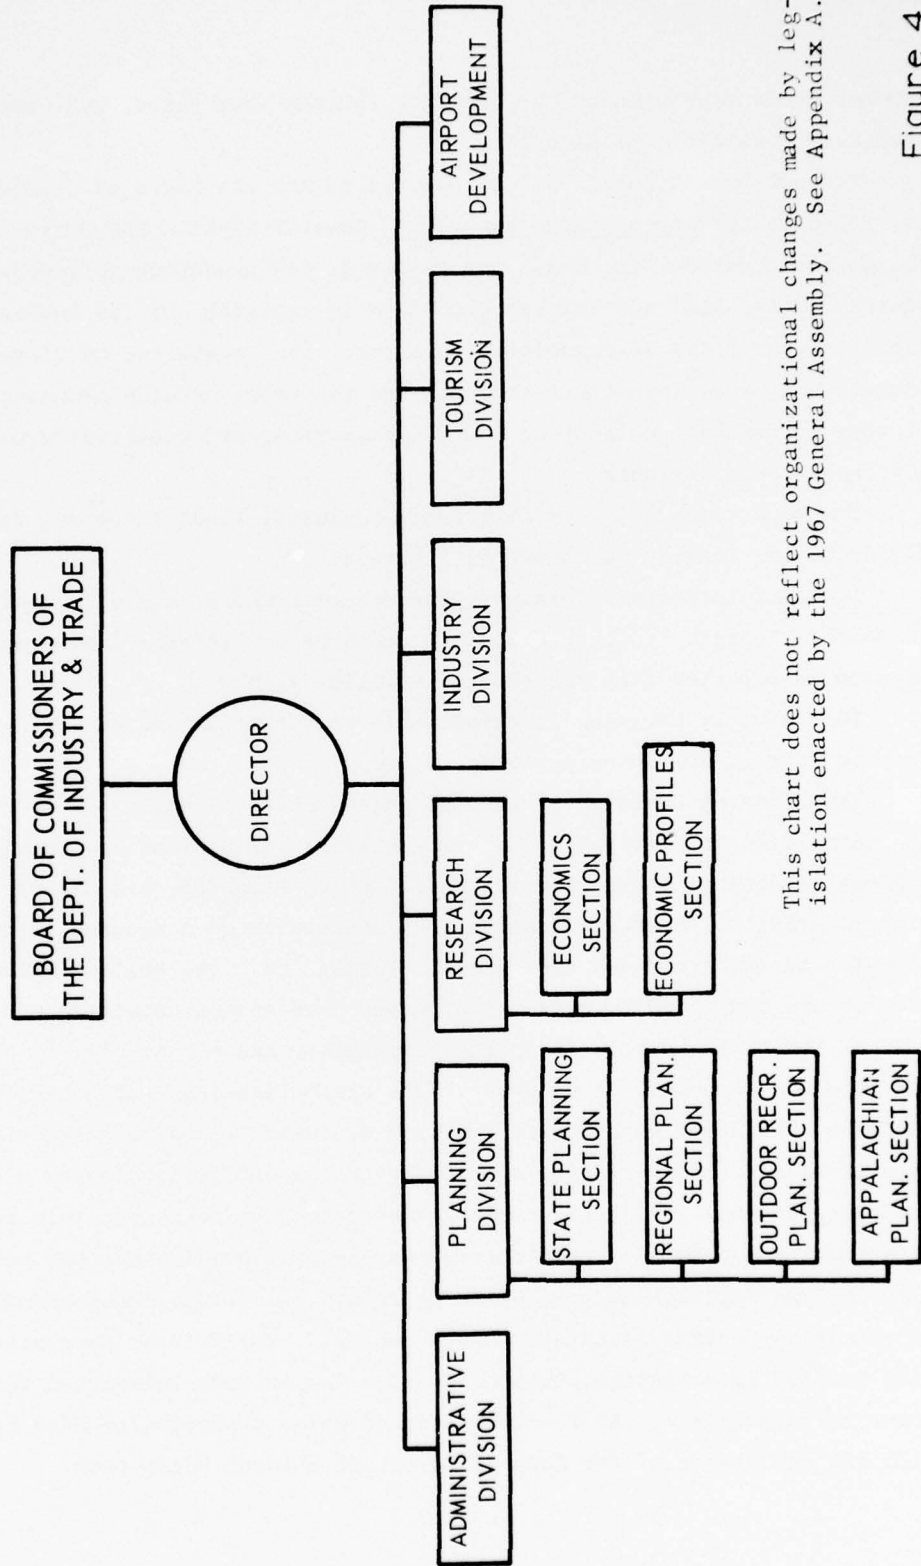 BOARD OF COMMISSIONERS OF
THE DEPT. OF INDUSTRY & TRADE
DIRECTOR
ADMINISTRATIVE
DIVISION
PLANNING
DIVISION
STATE PLANNING
SECTION
REGIONAL PLAN.
SECTION
OUTDOOR RECR.
PLAN. SECTION
APPALACHIAN
PLAN. SECTION
RESEARCH
DIVISION
ECONOMICS
SECTION
ECONOMIC PROFILES
SECTION
INDUSTRY
DIVISION
TOURISM
DIVISION
AIRPORT
DEVELOPMENT
This chart does not reflect organizational changes made by leg-
islation enacted by the 1967 General Assembly. See Appendix A.
Figure 4